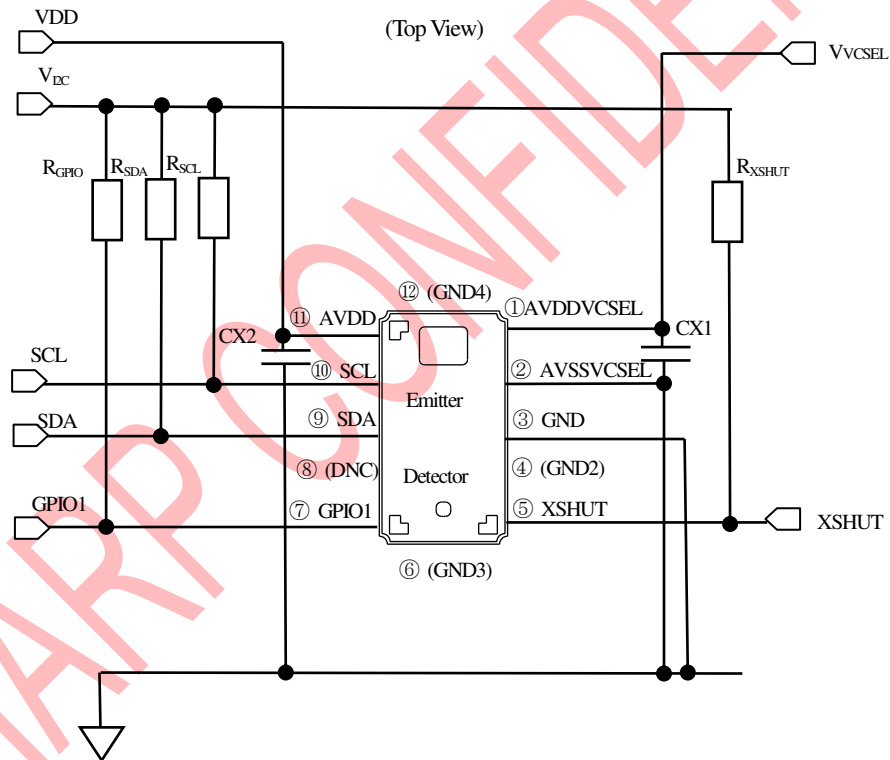 VDD
(Top View)
VVCSEL
VI2C
RGPIO
RSDA
RSCL
RXSHUT
⑫ (GND4)
⑪ AVDD
①AVDDVCSEL
CX2
CX1
SCL
⑩ SCL
② AVSSVCSEL
Emitter
SDA
⑨ SDA
③ GND
⑧ (DNC)
Detector
④ (GND2)
GPIO1
⑦ GPIO1
⑤ XSHUT
XSHUT
⑥ (GND3)
SHARP CONFIDEN